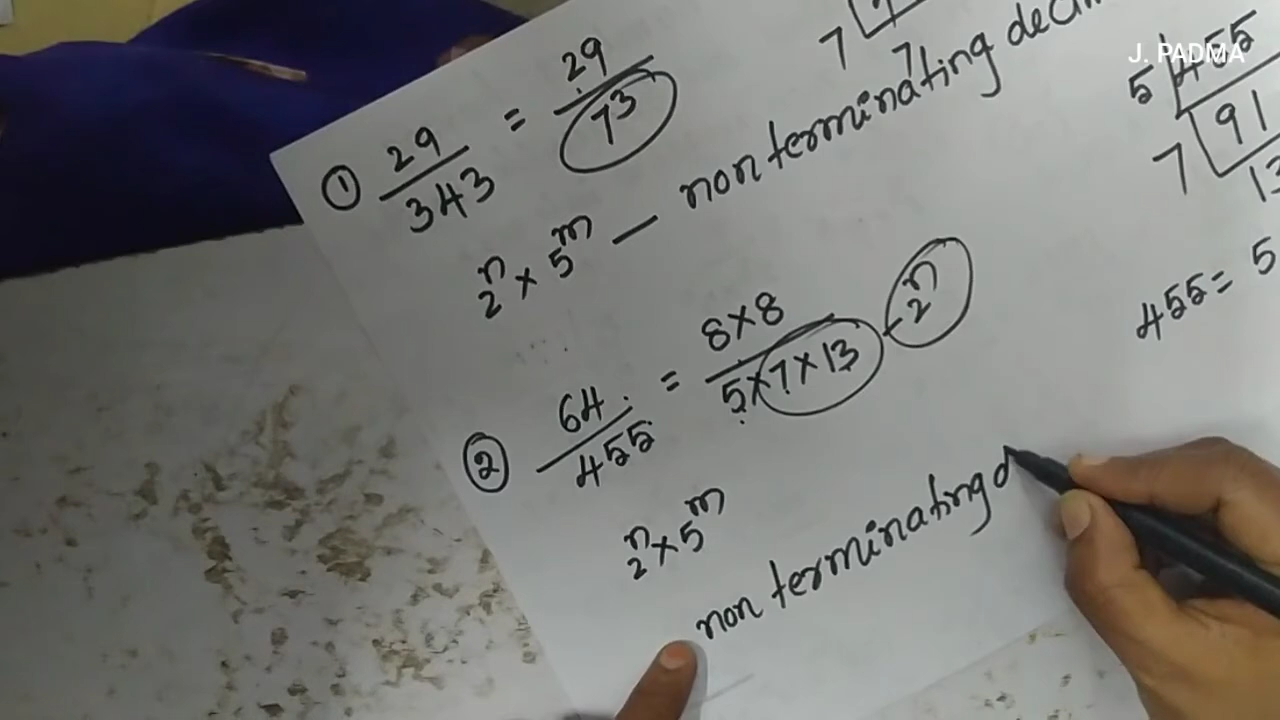 J. PADMA
① 29/343 = 29/7³
2ⁿ × 5ᵐ — non terminating deci
② 64/455 = 8×8/5×7×13 - 2ⁿ
2ⁿ × 5ᵐ
non terminating d
7
7
5 455
7 91
13
455 = 5